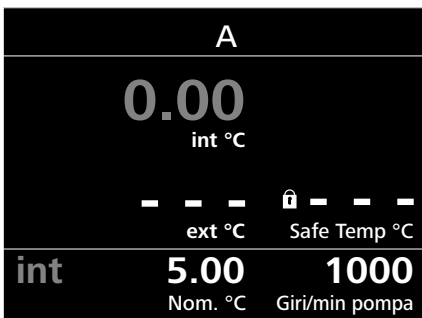 A
0.00
int °C
– – – – – –
ext °C Safe Temp °C
int 5.00 1000
Nom. °C Giri/min pompa